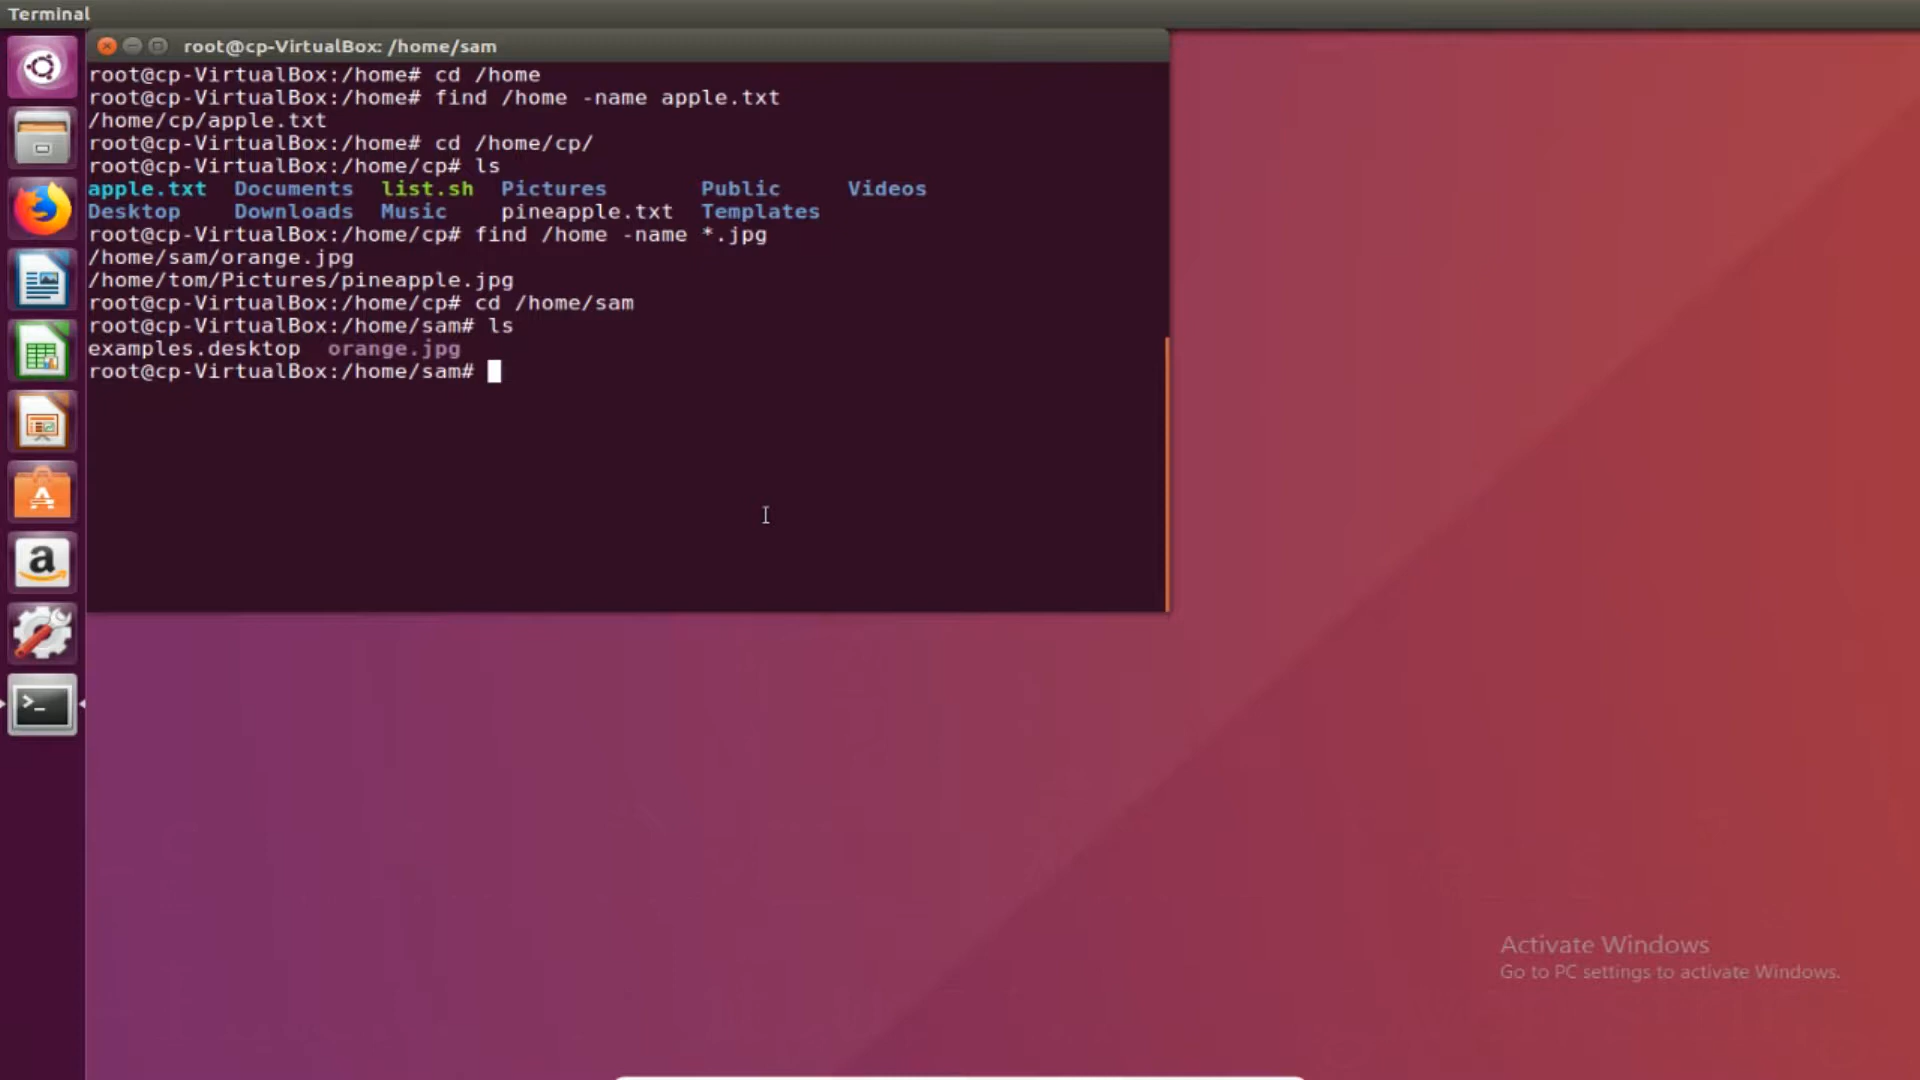 Terminal
root@cp-VirtualBox: /home/sam
root@cp-VirtualBox:/home# cd /home
root@cp-VirtualBox:/home# find /home -name apple.txt
/home/cp/apple.txt
root@cp-VirtualBox:/home# cd /home/cp/
root@cp-VirtualBox:/home/cp# ls
apple.txt  Documents  list.sh  Pictures  Public  Videos
Desktop  Downloads  Music  pineapple.txt  Templates
root@cp-VirtualBox:/home/cp# find /home -name *.jpg
/home/sam/orange.jpg
/home/tom/Pictures/pineapple.jpg
root@cp-VirtualBox:/home/cp# cd /home/sam
root@cp-VirtualBox:/home/sam# ls
examples.desktop  orange.jpg
root@cp-VirtualBox:/home/sam#
Activate Windows
Go to PC settings to activate Windows.